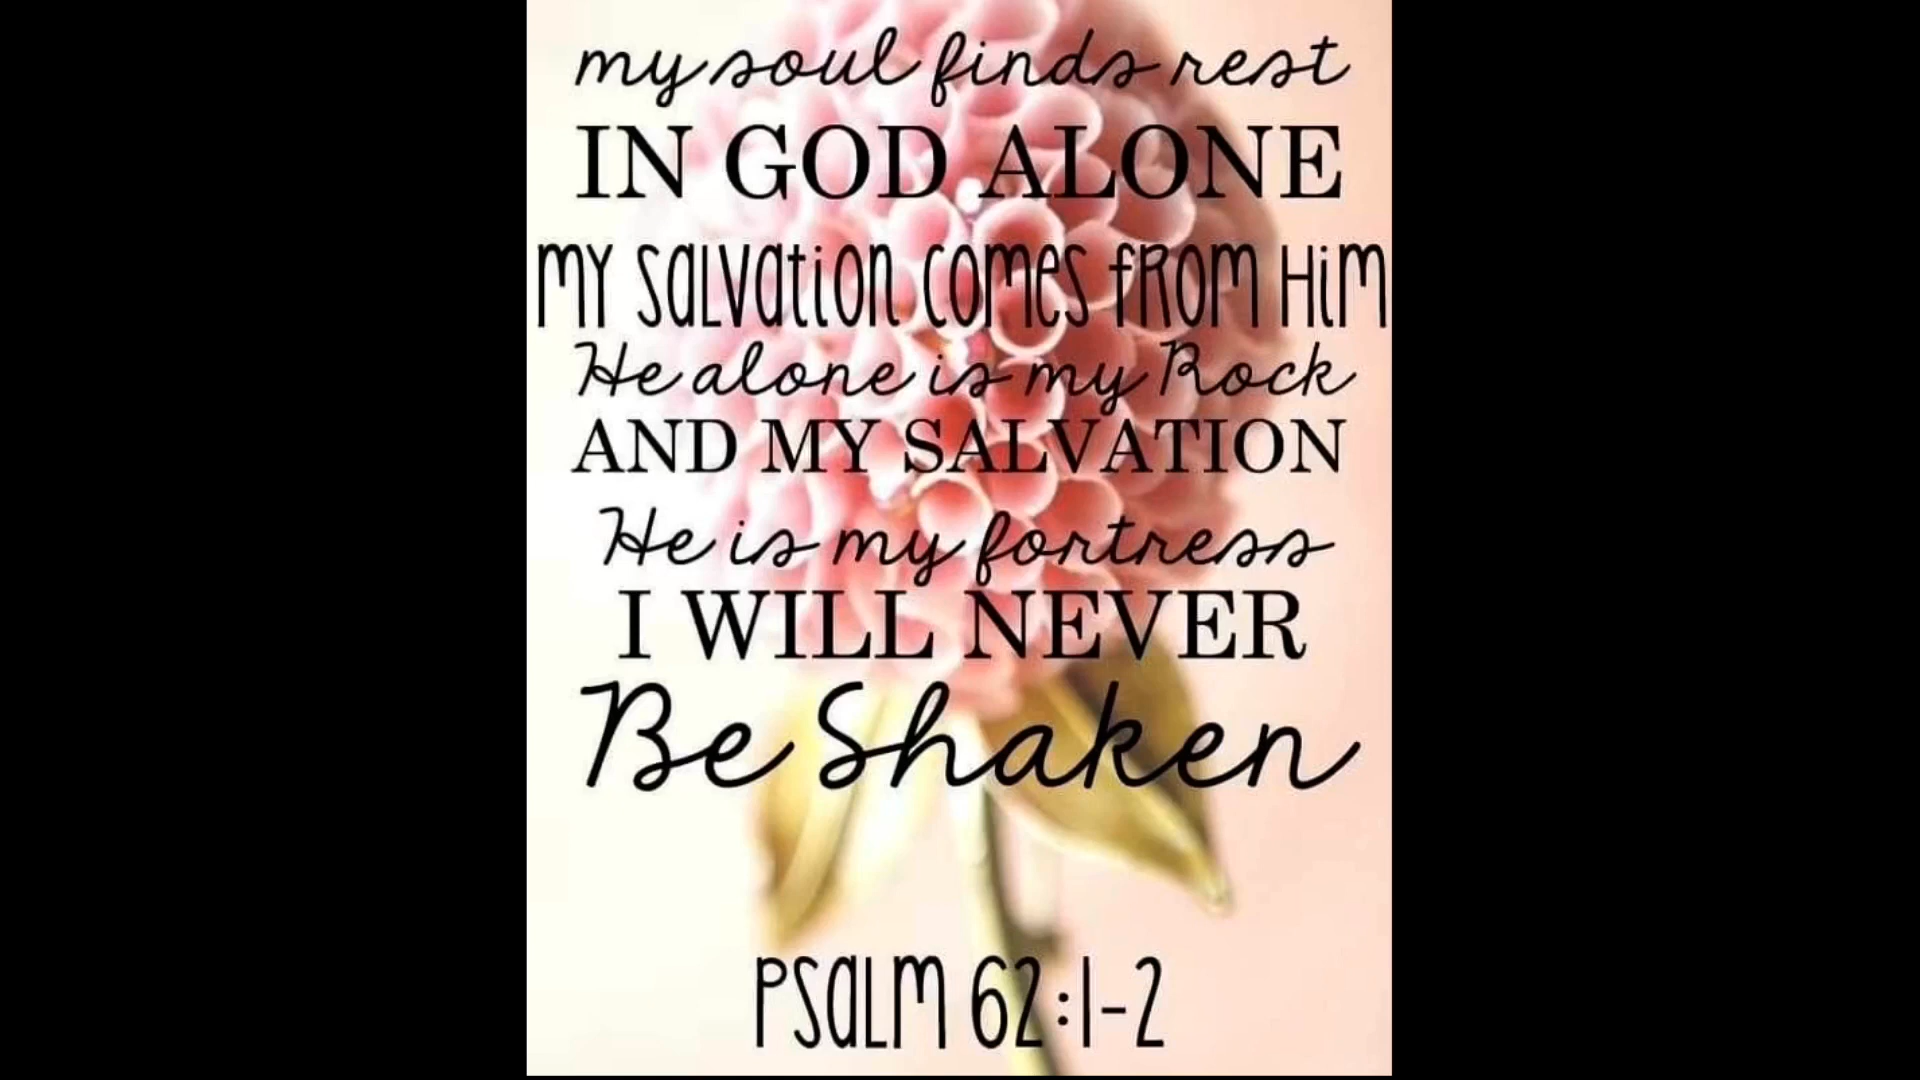 my soul finds rest
IN GOD ALONE
MY SaLVation COMeS fROM HiM
He alone is my Rock
AND MY SALVATION
He is my fortress
I WILL NEVER
Be Shaken
PSaLM 62:1-2